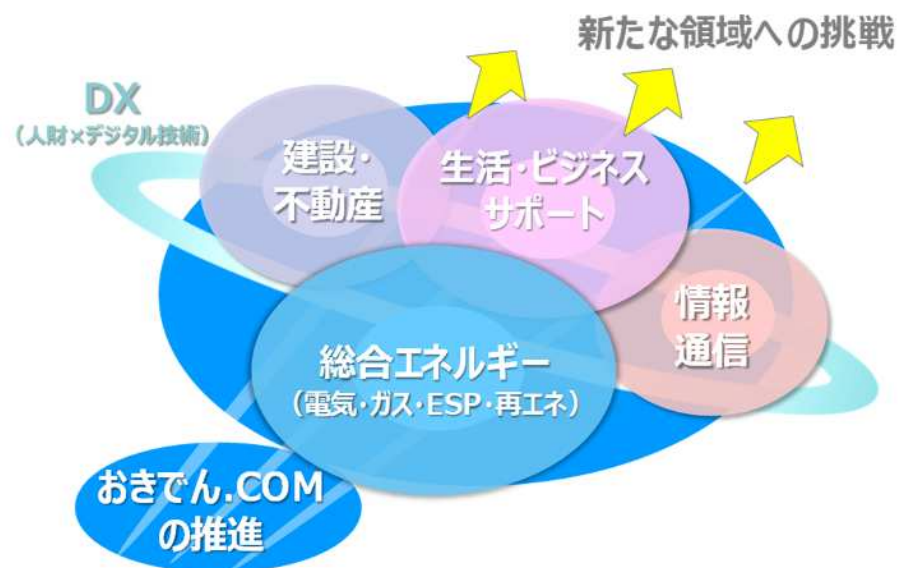 新たな領域への挑戦
DX
（人財×デジタル技術）
建設・
不動産
生活・ビジネス
サポート
情報
通信
総合エネルギー
（電気・ガス・ESP・再エネ）
おきでん.COM
の推進